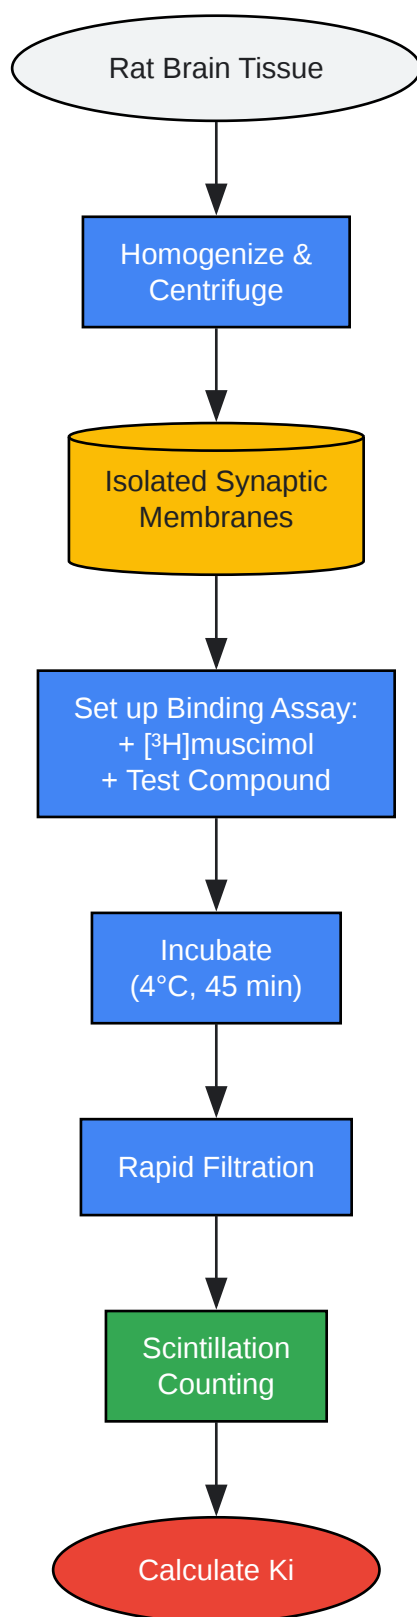 Rat Brain Tissue
Homogenize &
Centrifuge
Isolated Synaptic
Membranes
Set up Binding Assay:
+ [³H]muscimol
+ Test Compound
Incubate
(4°C, 45 min)
Rapid Filtration
Scintillation
Counting
Calculate Ki